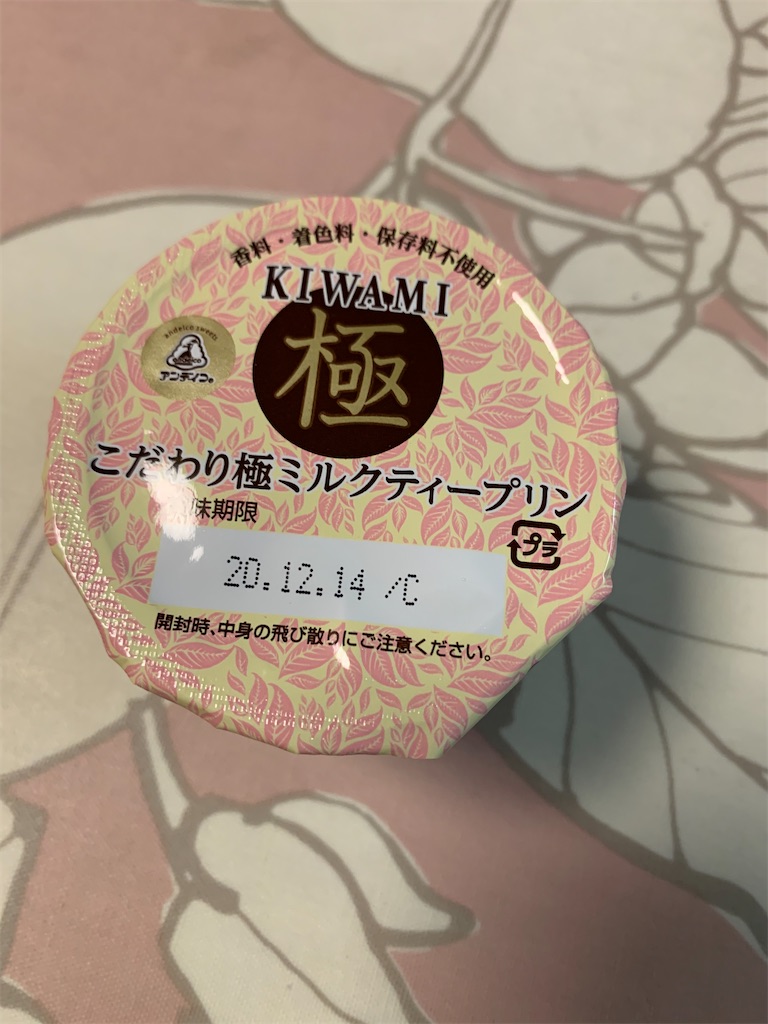 香料・着色料・保存料不使用
KIWAMI
極
andeico sweets
アンデイコ。
こだわり極ミルクティープリン
味期限
プラ
20.12.14 /C
開封時、中身の飛び散りにご注意ください。